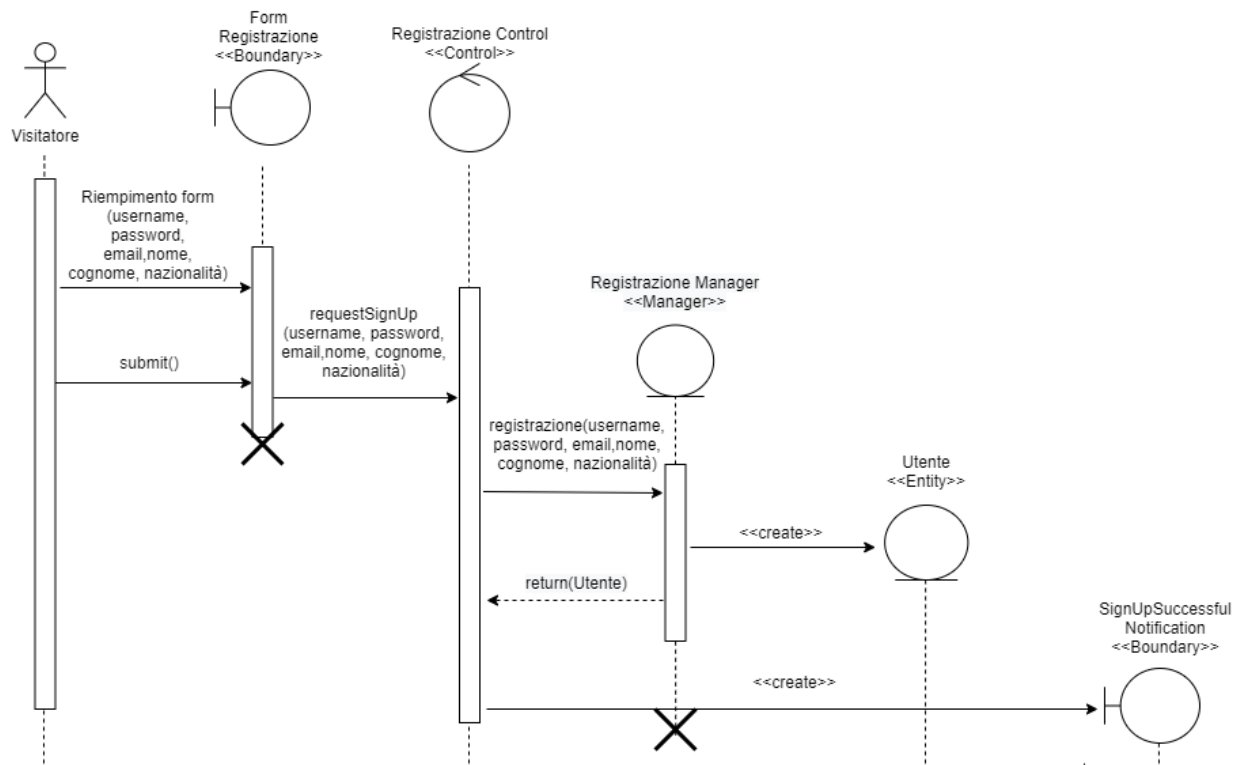 Form
Registrazione
<<Boundary>>
Registrazione Control
<<Control>>
Visitatore
Riempimento form
(username,
password,
email,nome,
cognome, nazionalità)
requestSignUp
(username, password,
email,nome, cognome,
nazionalità)
Registrazione Manager
<<Manager>>
submit()
registrazione(username,
password, email,nome,
cognome, nazionalità)
Utente
<<Entity>>
<<create>>
return(Utente)
SignUpSuccessful
Notification
<<Boundary>>
<<create>>